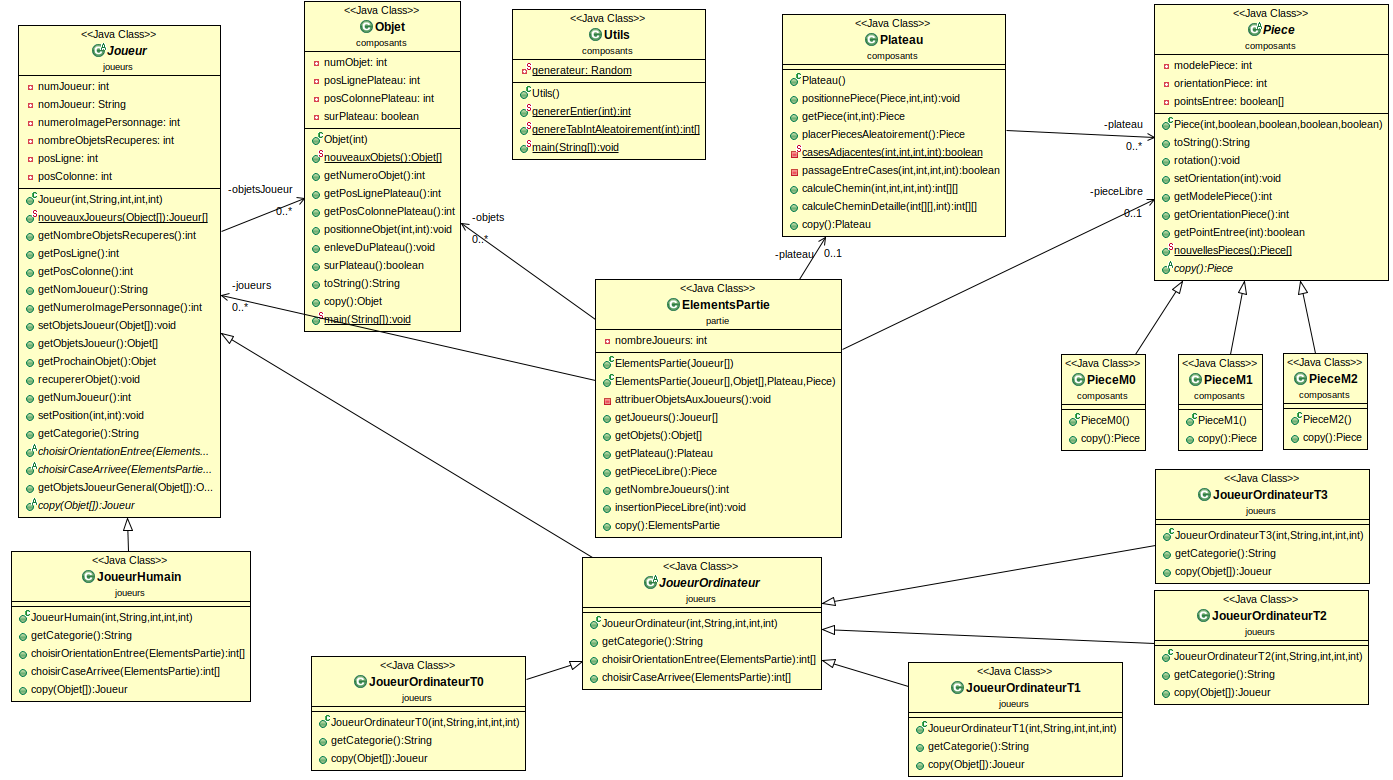 <<Java Class>>
Joueur
joueurs
numJoueur: int
nomJoueur: String
numeroImagePersonnage: int
nombreObjetsRecuperes: int
posLigne: int
posColonne: int
Joueur(int,String,int,int,int)
nouveauxJoueurs(Object[]):Joueur[]
getNombreObjetsRecuperes():int
getPosLigne():int
getPosColonne():int
getNomJoueur():String
getNumeroImagePersonnage():int
setObjetsJoueur(Objet[]):void
getObjetsJoueur():Objet[]
getProchainObjet():Objet
recupererObjet():void
getNumJoueur():int
setPosition(int,int):void
getCategorie():String
choisirOrientationEntree(Elements...
choisirCaseArrivee(ElementsPartie...
getObjetsJoueurGeneral(Objet[]):O...
copy(Objet[]):Joueur
<<Java Class>>
Objet
composants
numObjet: int
posLignePlateau: int
posColonnePlateau: int
surPlateau: boolean
Objet(int)
nouveauxObjets():Objet[]
getNumeroObjet():int
getPosLignePlateau():int
getPosColonnePlateau():int
positionneObjet(int,int):void
enleveDuPlateau():void
surPlateau():boolean
toString():String
copy():Objet
main(String[]):void
<<Java Class>>
Utils
composants
generateur: Random
Utils()
genererEntier(int):int
genereTabIntAleatoirement(int):int[]
main(String[]):void
<<Java Class>>
Plateau
composants
Plateau()
positionnePiece(Piece,int,int):void
getPiece(int,int):Piece
placerPiecesAleatoirement():Piece
casesAdjacentes(int,int,int,int):boolean
passageEntreCases(int,int,int,int):boolean
calculeChemin(int,int,int,int):int[][]
calculeCheminDetaille(int[][],int):int[][]
copy():Plateau
<<Java Class>>
Piece
composants
modelePiece: int
orientationPiece: int
pointsEntree: boolean[]
Piece(int,boolean,boolean,boolean,boolean)
toString():String
rotation():void
setOrientation(int):void
getModelePiece():int
getOrientationPiece():int
getPointEntree(int):boolean
nouvellesPieces():Piece[]
copy():Piece
-objetsJoueur
0..*
-joueurs
0..*
-objets
0..*
-plateau
0..1
-plateau
0..*
-pieceLibre
0..1
<<Java Class>>
ElementsPartie
partie
nombreJoueurs: int
ElementsPartie(Joueur[])
ElementsPartie(Joueur[],Objet[],Plateau,Piece)
attribuerObjetsAuxJoueurs():void
getJoueurs():Joueur[]
getObjets():Objet[]
getPlateau():Plateau
getPieceLibre():Piece
getNombreJoueurs():int
insertionPieceLibre(int):void
copy():ElementsPartie
<<Java Class>>
PieceM0
composants
PieceM0()
copy():Piece
<<Java Class>>
PieceM1
composants
PieceM1()
copy():Piece
<<Java Class>>
PieceM2
composants
PieceM2()
copy():Piece
<<Java Class>>
JoueurHumain
joueurs
JoueurHumain(int,String,int,int,int)
getCategorie():String
choisirOrientationEntree(ElementsPartie):int[]
choisirCaseArrivee(ElementsPartie):int[]
copy(Objet[]):Joueur
<<Java Class>>
JoueurOrdinateur
joueurs
JoueurOrdinateur(int,String,int,int,int)
getCategorie():String
choisirOrientationEntree(ElementsPartie):int[]
choisirCaseArrivee(ElementsPartie):int[]
<<Java Class>>
JoueurOrdinateurT3
joueurs
JoueurOrdinateurT3(int,String,int,int,int)
getCategorie():String
copy(Objet[]):Joueur
<<Java Class>>
JoueurOrdinateurT2
joueurs
JoueurOrdinateurT2(int,String,int,int,int)
getCategorie():String
copy(Objet[]):Joueur
<<Java Class>>
JoueurOrdinateurT0
joueurs
JoueurOrdinateurT0(int,String,int,int,int)
getCategorie():String
copy(Objet[]):Joueur
<<Java Class>>
JoueurOrdinateurT1
joueurs
JoueurOrdinateurT1(int,String,int,int,int)
getCategorie():String
copy(Objet[]):Joueur